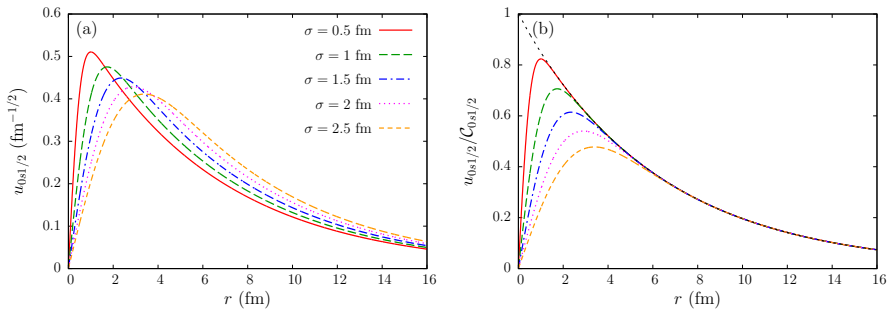 (a)
σ = 0.5 fm
σ = 1 fm
σ = 1.5 fm
σ = 2 fm
σ = 2.5 fm
u0s1/2 (fm−1/2)
0.6
0.5
0.4
0.3
0.2
0.1
0
0 2 4 6 8 10 12 14 16
r (fm)
(b)
u0s1/2/C0s1/2
1
0.8
0.6
0.4
0.2
0
0 2 4 6 8 10 12 14 16
r (fm)